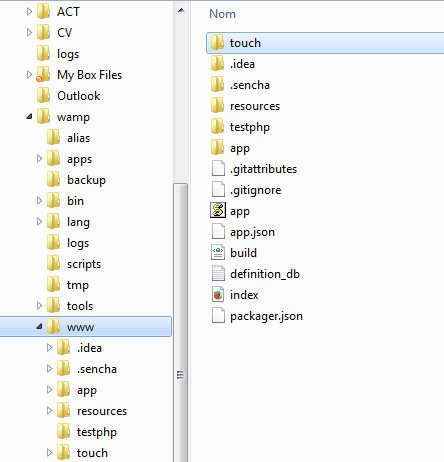 ACT
CV
logs
My Box Files
Outlook
wamp
alias
apps
backup
bin
lang
logs
scripts
tmp
tools
www
.idea
.sencha
app
resources
testphp
touch
Nom
touch
.idea
.sencha
resources
testphp
app
.gitattributes
.gitignore
app
app.json
build
definition_db
index
packager.json